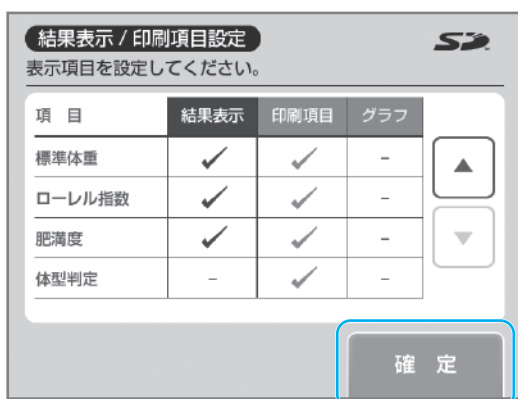 結果表示 / 印刷項目設定
SD
表示項目を設定してください。
項 目 結果表示 印刷項目 グラフ
標準体重 ✓ ✓ −
ローレル指数 ✓ ✓ −
肥満度 ✓ ✓ −
体型判定 − ✓ −
▲
▼
確 定